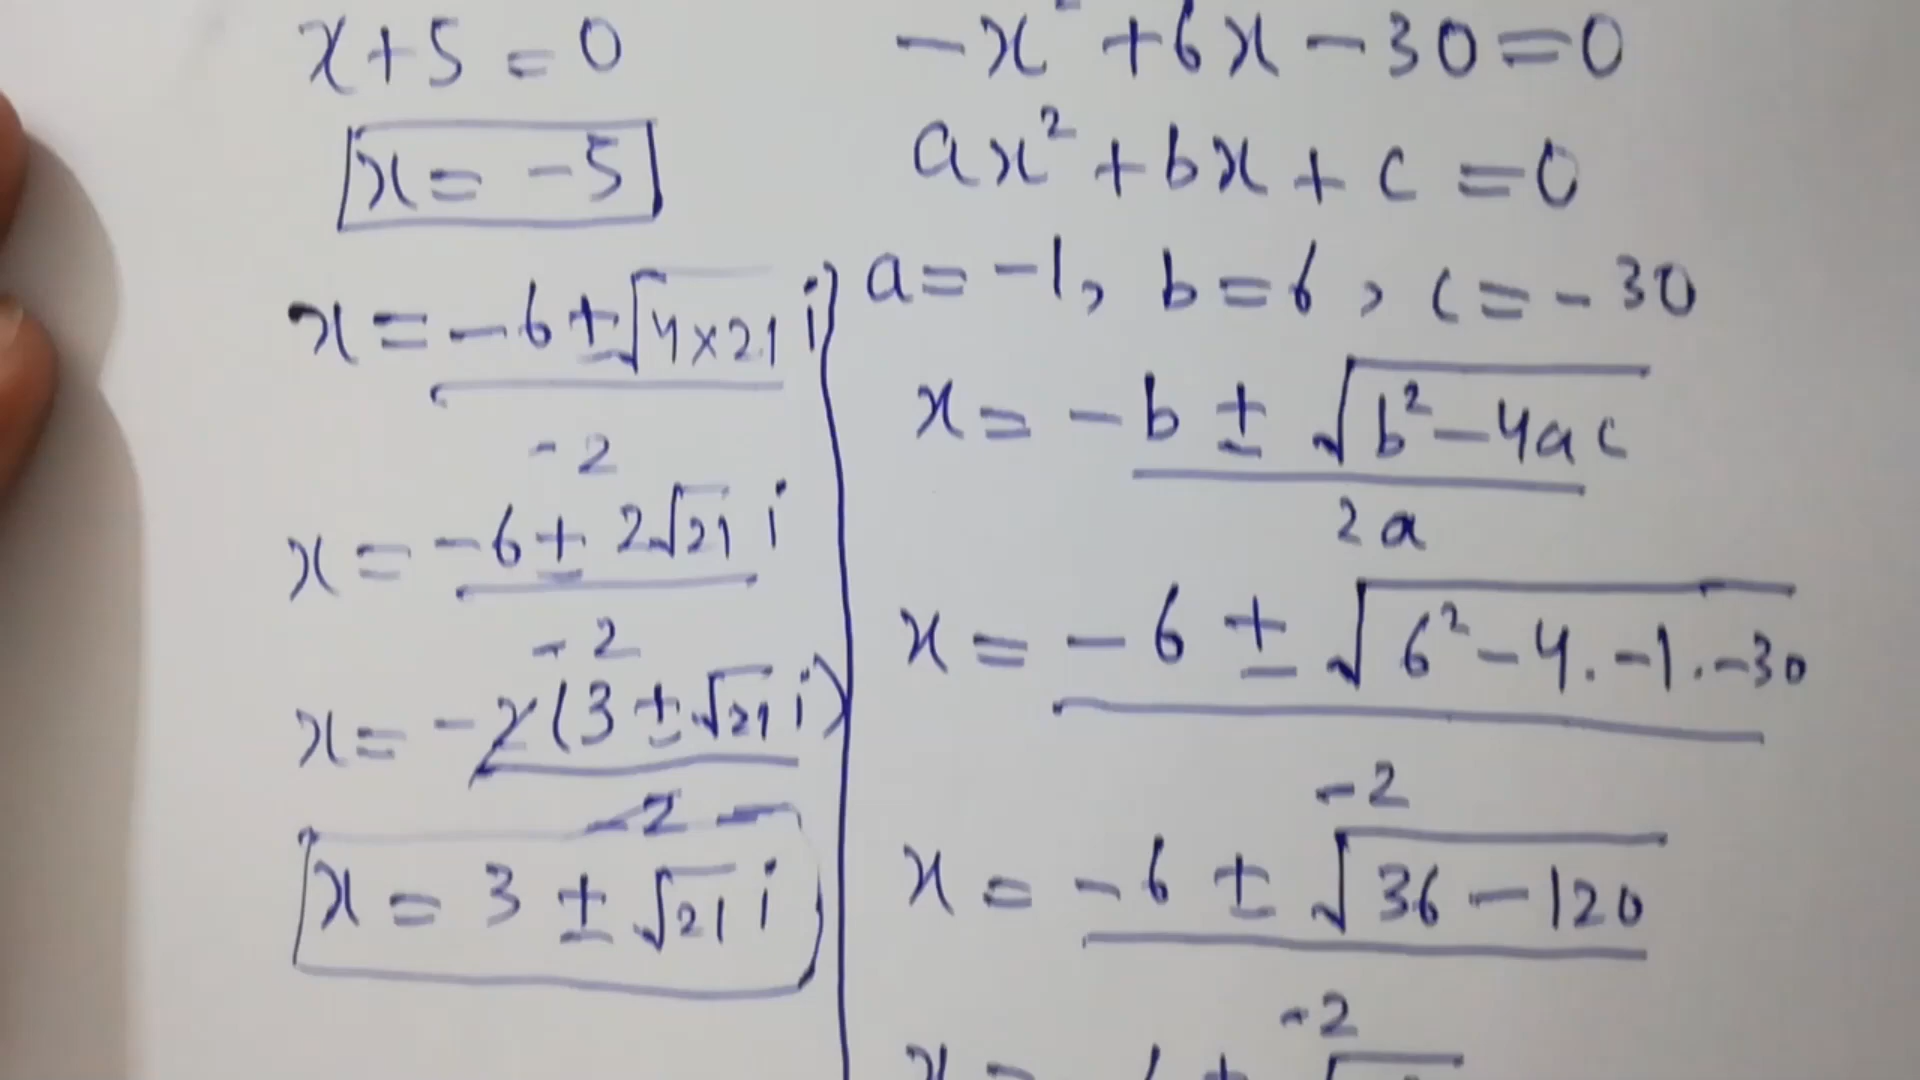 x+5=0
x=-5
x=-6±√4×21 i
-2
x=-6±2√21 i
-2
x=-2(3±√21 i)
-2
x=3±√21 i
-x²+6x-30=0
ax²+bx+c=0
a=-1, b=6, c=-30
x=-b±√b²-4ac
2a
x=-6±√6²-4.-1.-30
-2
x=-6±√36-120
-2